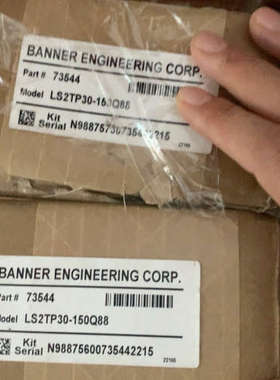 BANNER ENGINEERING CORP.
Part # 73544
Model LS2TP30-150Q88
Kit
Serial N98875730735442215
BANNER ENGINEERING CORP.
Part # 73544
Model LS2TP30-150Q88
Kit
Serial N98875600735442215